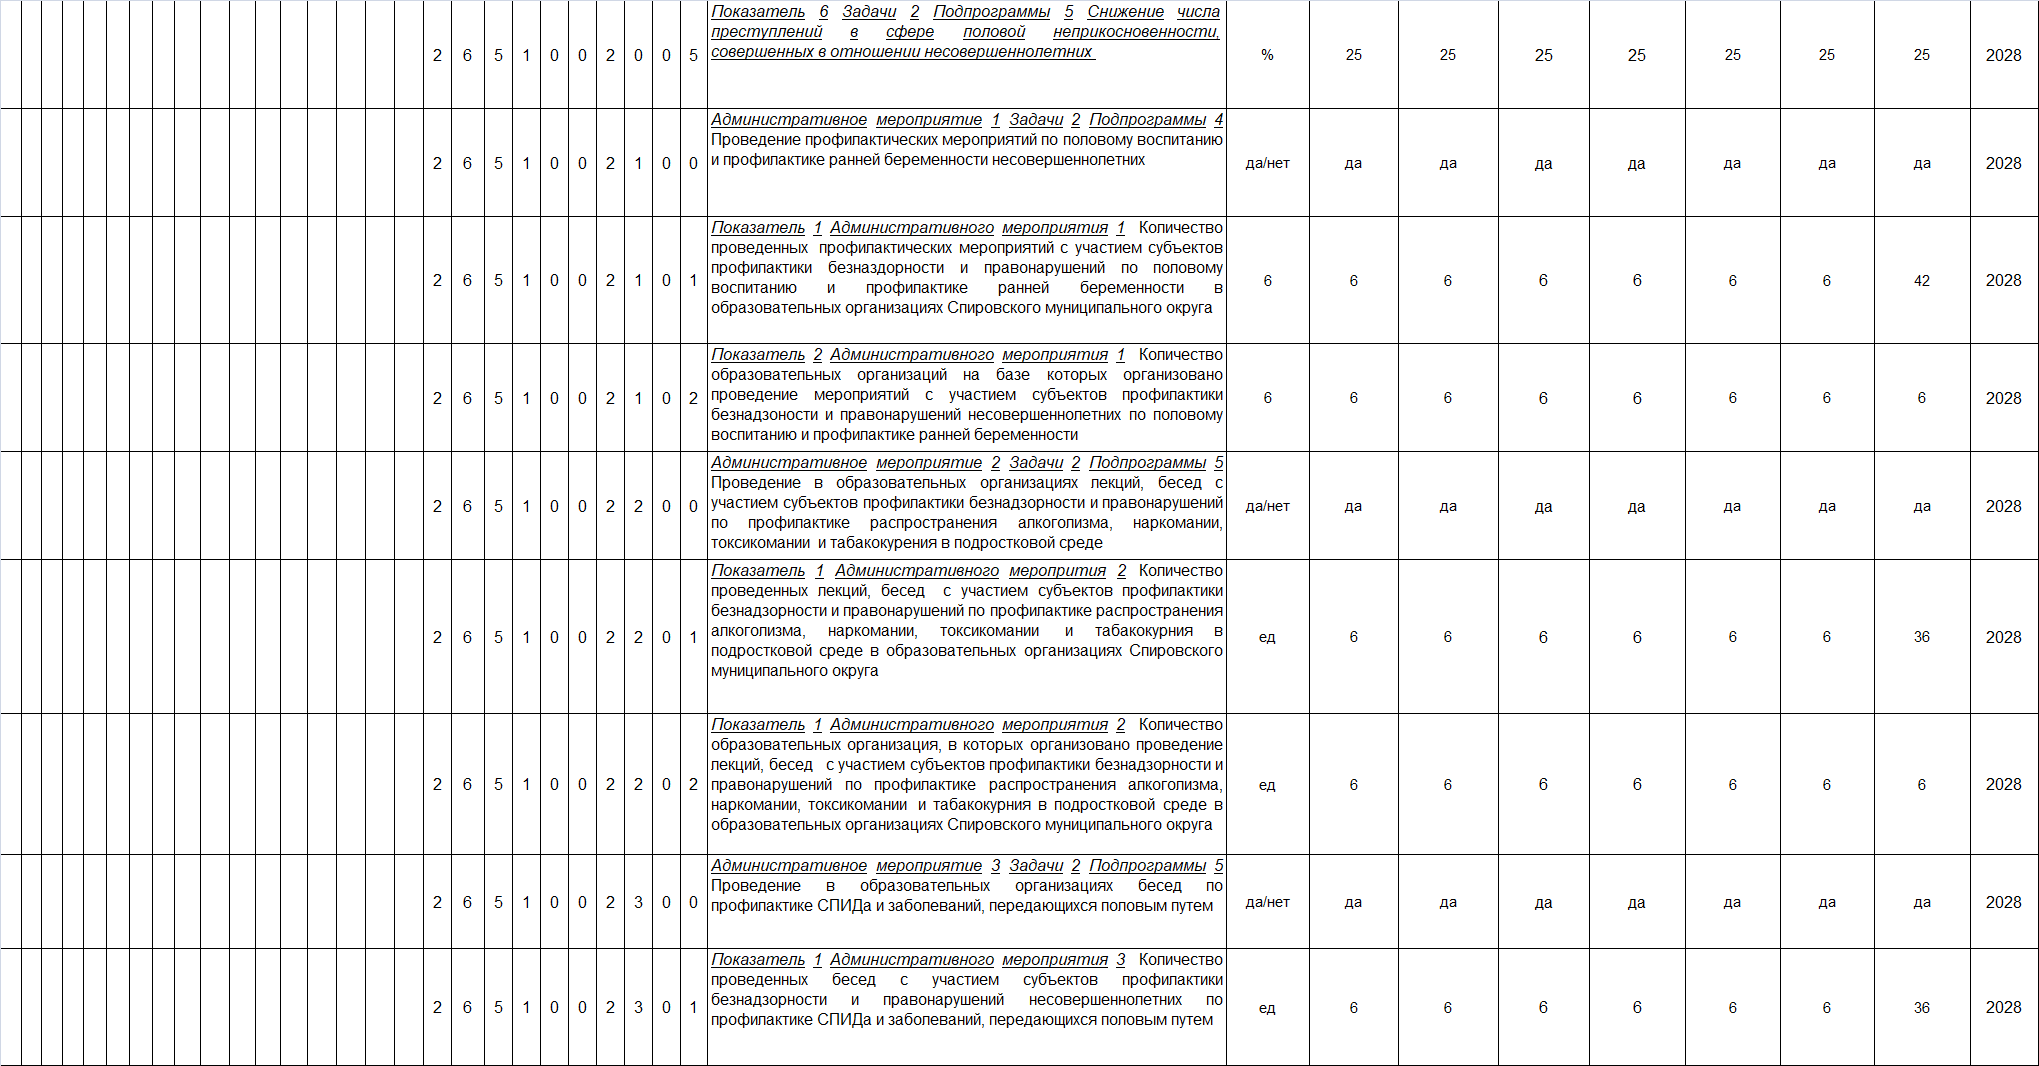 Показатель 6 Задачи 2 Подпрограммы 5 Снижение числа
преступлений в сфере половой неприкосновенности,
совершенных в отношении несовершеннолетних
2 6 5 1 0 0 2 0 0 5 % 25 25 25 25 25 25 25 2028
Административное мероприятие 1 Задачи 2 Подпрограммы 4
Проведение профилактических мероприятий по половому воспитанию
и профилактике ранней беременности несовершеннолетних
2 6 5 1 0 0 2 1 0 0 да/нет да да да да да да да 2028
Показатель 1 Административного мероприятия 1 Количество
проведенных профилактических мероприятий с участием субъектов
профилактики безназдорности и правонарушений по половому
воспитанию и профилактике ранней беременности в
образовательных организациях Спировского муниципального округа
2 6 5 1 0 0 2 1 0 1 6 6 6 6 6 6 6 42 2028
Показатель 2 Административного мероприятия 1 Количество
образовательных организаций на базе которых организовано
проведение мероприятий с участием субъектов профилактики
безнадзоности и правонарушений несовершеннолетних по половому
воспитанию и профилактике ранней беременности
2 6 5 1 0 0 2 1 0 2 6 6 6 6 6 6 6 6 2028
Административное мероприятие 2 Задачи 2 Подпрограммы 5
Проведение в образовательных организациях лекций, бесед с
участием субъектов профилактики безнадзорности и правонарушений
по профилактике распространения алкоголизма, наркомании,
токсикомании и табакокурения в подростковой среде
2 6 5 1 0 0 2 2 0 0 да/нет да да да да да да да 2028
Показатель 1 Административного меропрития 2 Количество
проведенных лекций, бесед с участием субъектов профилактики
безнадзорности и правонарушений по профилактике распространения
алкоголизма, наркомании, токсикомании и табакокурния в
подростковой среде в образовательных организациях Спировского
муниципального округа
2 6 5 1 0 0 2 2 0 1 ед 6 6 6 6 6 6 36 2028
Показатель 1 Административного мероприятия 2 Количество
образовательных организация, в которых организовано проведение
лекций, бесед с участием субъектов профилактики безнадзорности и
правонарушений по профилактике распространения алкоголизма,
наркомании, токсикомании и табакокурния в подростковой среде в
образовательных организациях Спировского муниципального округа
2 6 5 1 0 0 2 2 0 2 ед 6 6 6 6 6 6 6 2028
Административное мероприятие 3 Задачи 2 Подпрограммы 5
Проведение в образовательных организациях бесед по
профилактике СПИДа и заболеваний, передающихся половым путем
2 6 5 1 0 0 2 3 0 0 да/нет да да да да да да да 2028
Показатель 1 Административного мероприятия 3 Количество
проведенных бесед с участием субъектов профилактики
безнадзорности и правонарушений несовершеннолетних по
профилактике СПИДа и заболеваний, передающихся половым путем
2 6 5 1 0 0 2 3 0 1 ед 6 6 6 6 6 6 36 2028